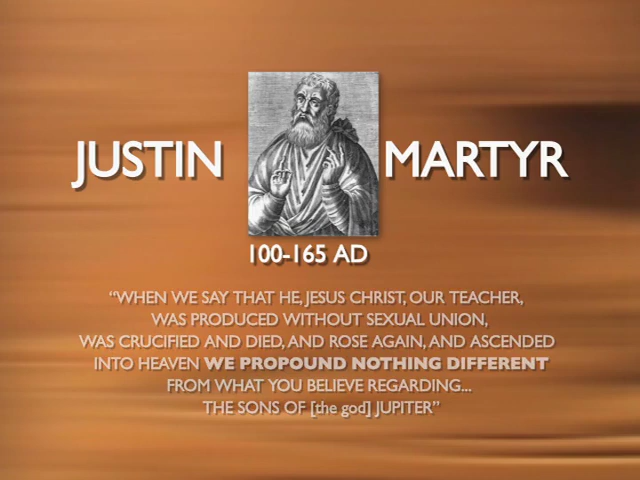 JUSTIN MARTYR
100-165 AD
“WHEN WE SAY THAT HE, JESUS CHRIST, OUR TEACHER,
WAS PRODUCED WITHOUT SEXUAL UNION,
WAS CRUCIFIED AND DIED, AND ROSE AGAIN, AND ASCENDED
INTO HEAVEN WE PROPOUND NOTHING DIFFERENT
FROM WHAT YOU BELIEVE REGARDING...
THE SONS OF [the god] JUPITER”